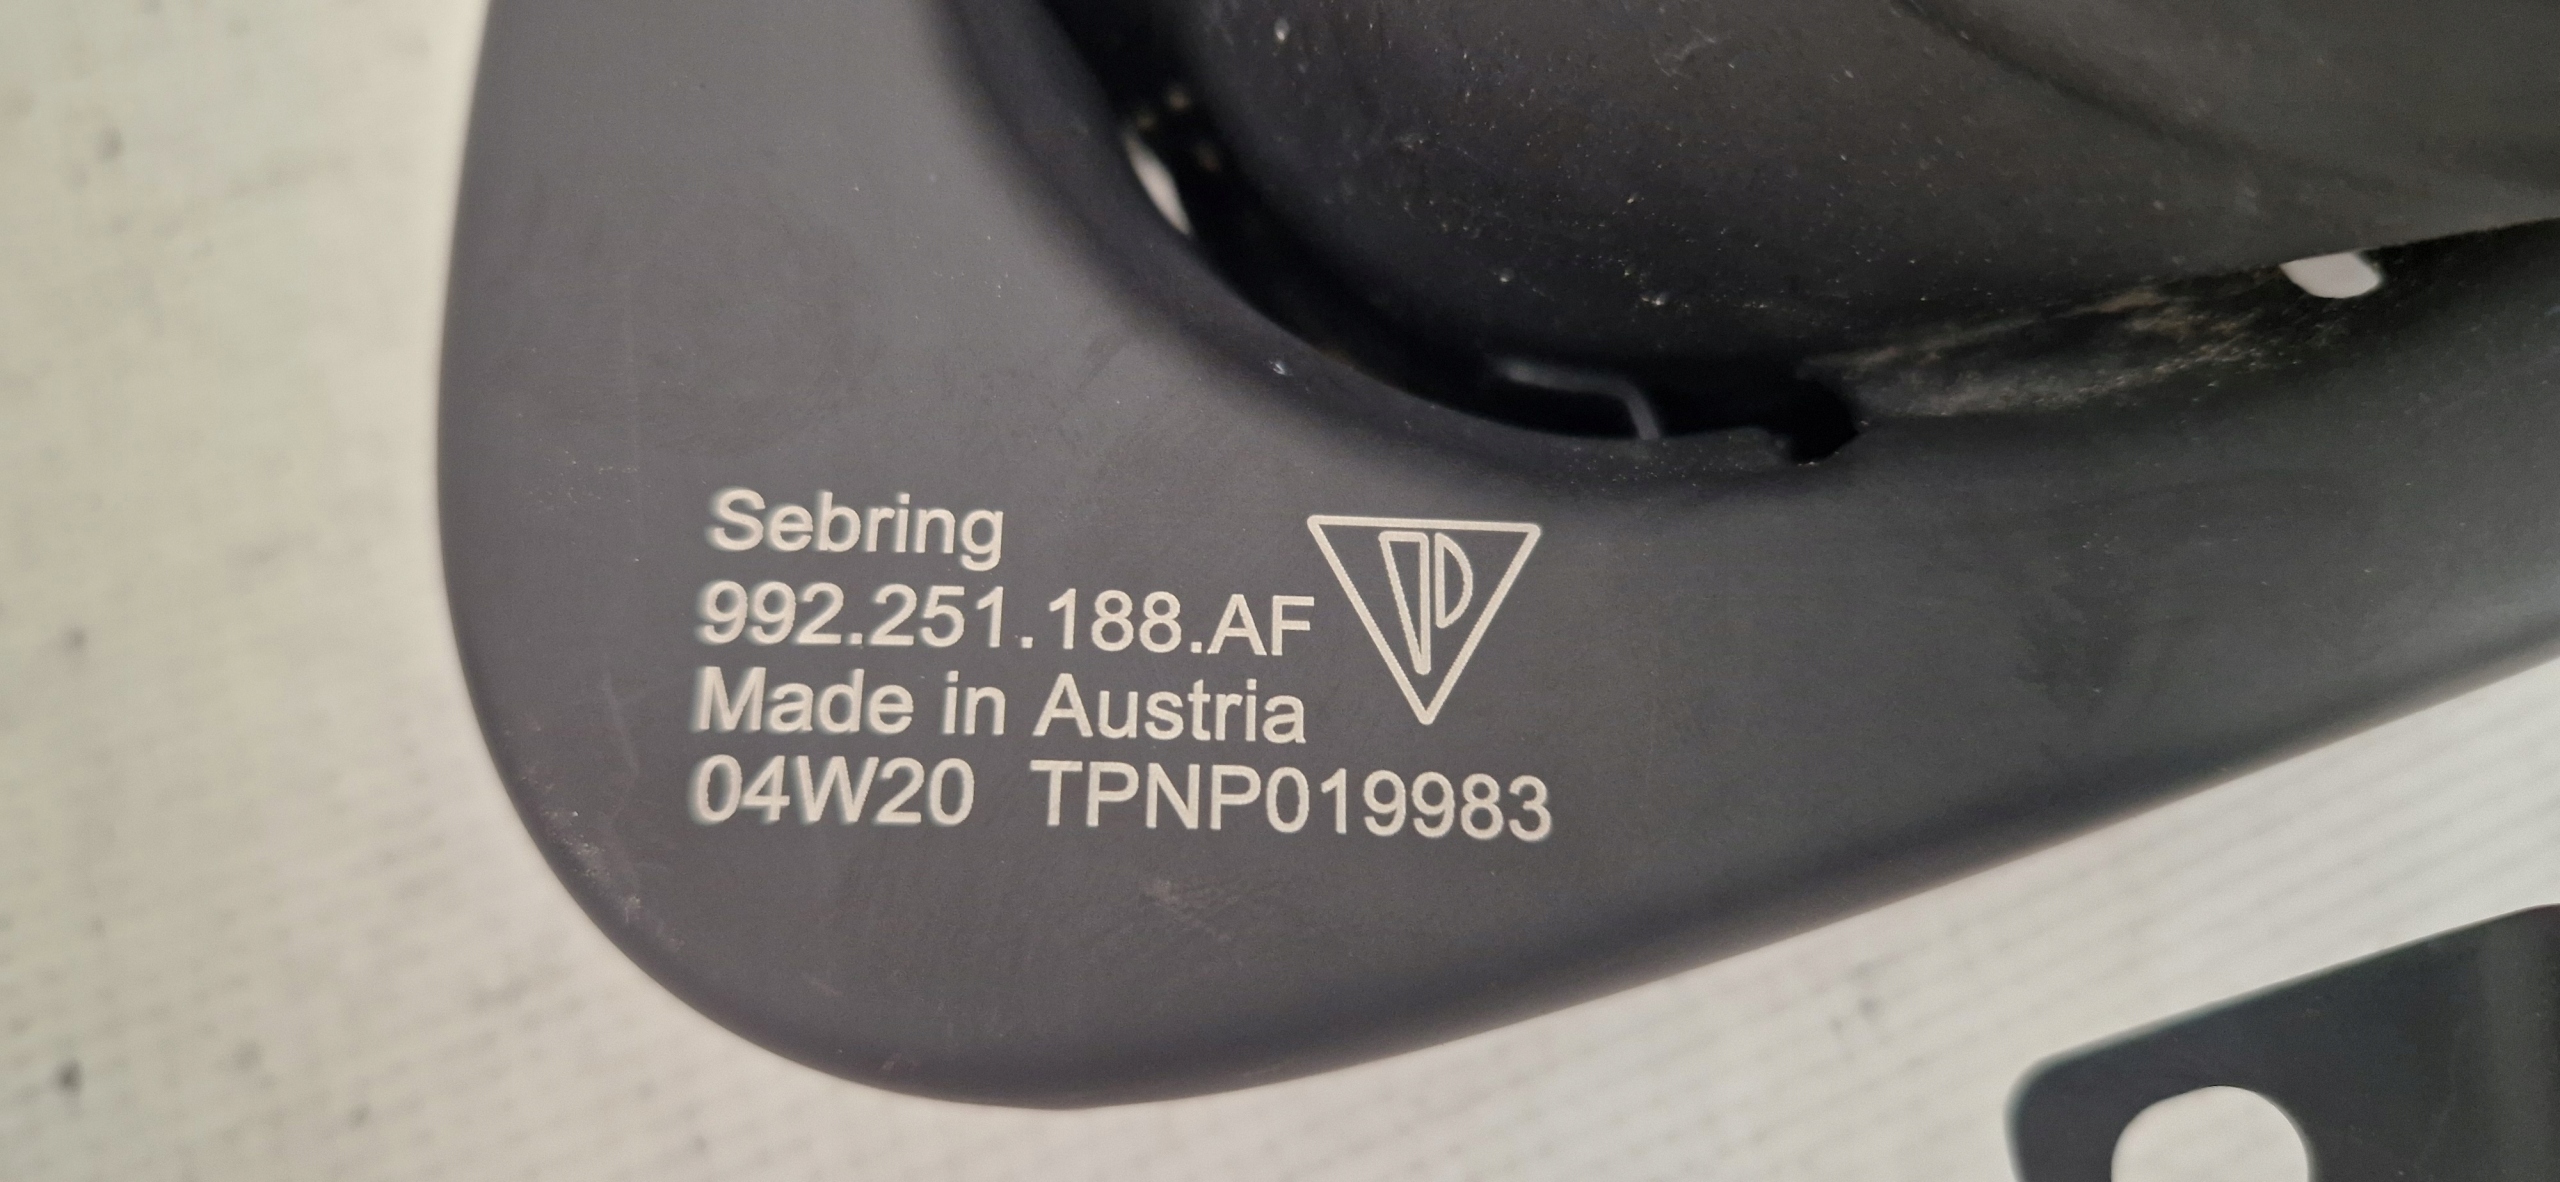 Sebring
992.251.188.AF
Made in Austria
04W20 TPNP019983